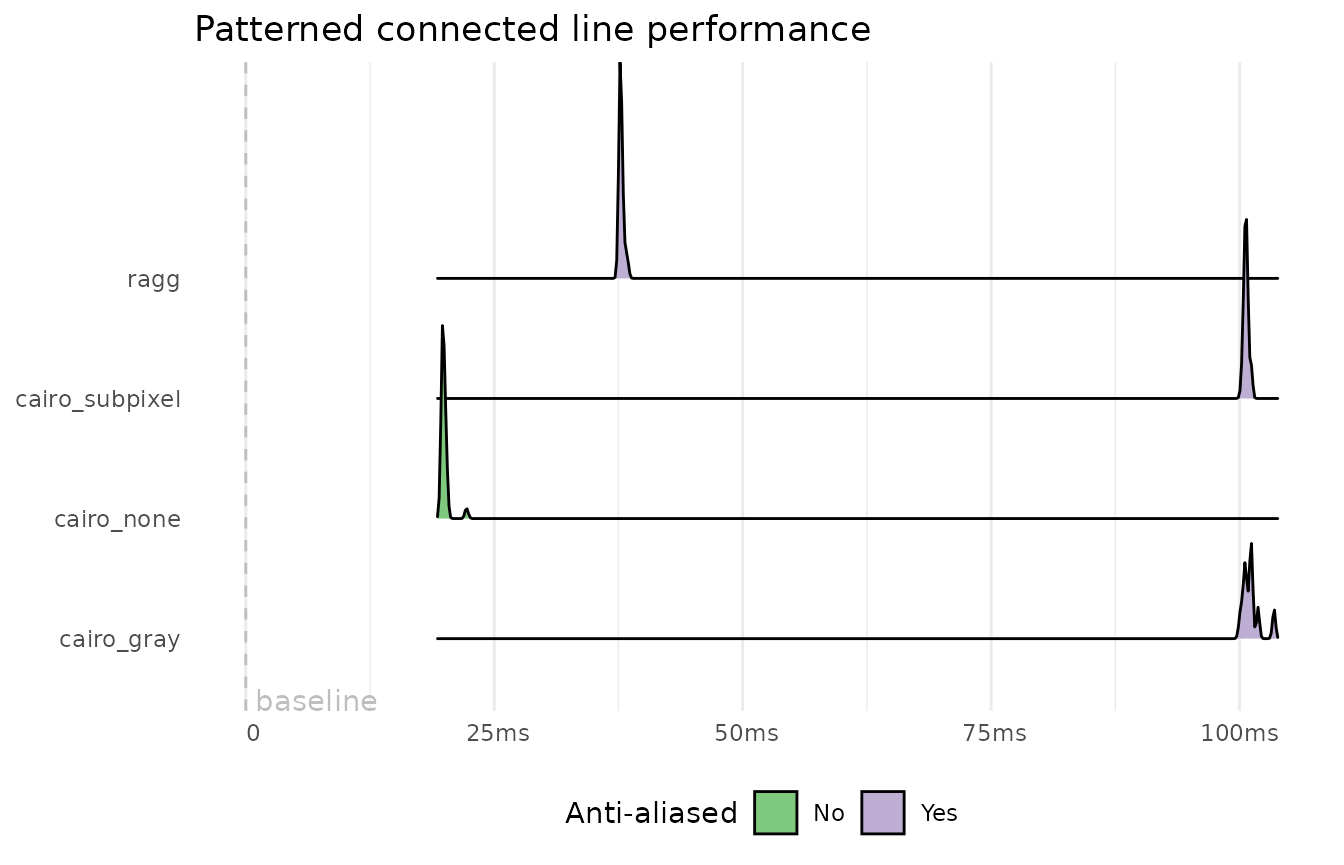 Patterned connected line performance
ragg
cairo_subpixel
cairo_none
cairo_gray
baseline
0 25ms 50ms 75ms 100ms
Anti-aliased No Yes